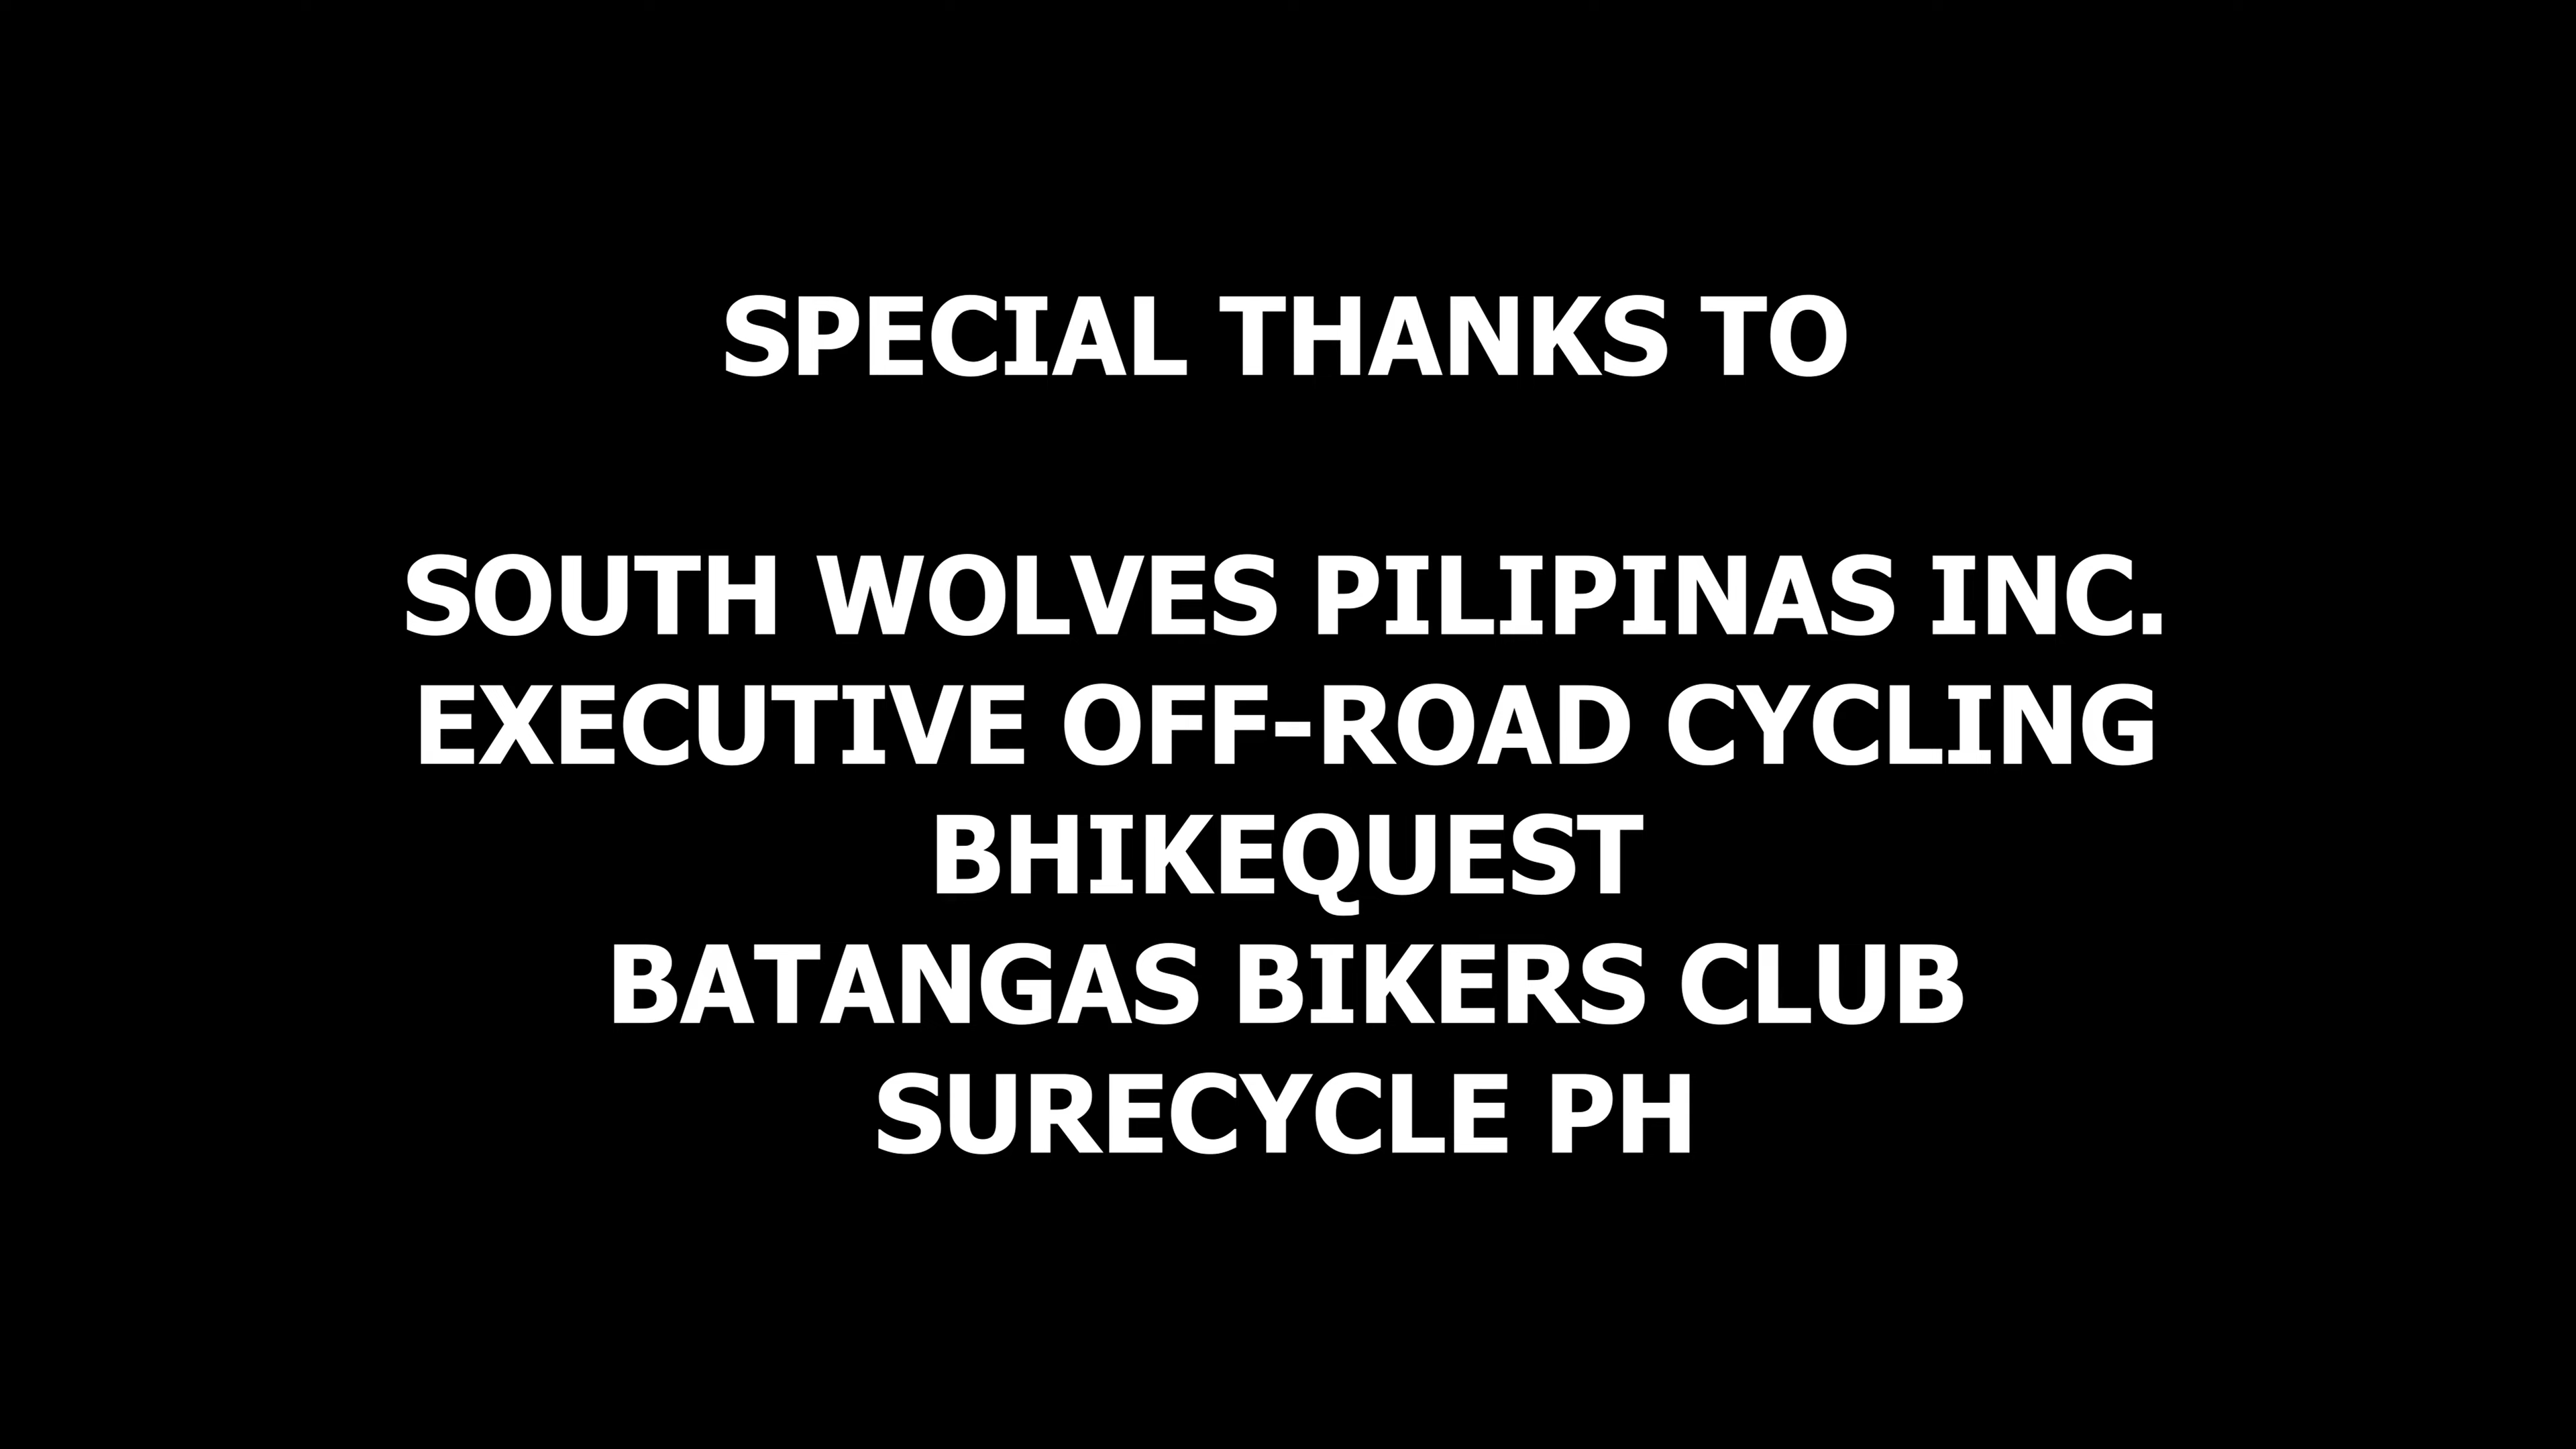 SPECIAL THANKS TO
SOUTH WOLVES PILIPINAS INC.
EXECUTIVE OFF-ROAD CYCLING
BHIKEQUEST
BATANGAS BIKERS CLUB
SURECYCLE PH